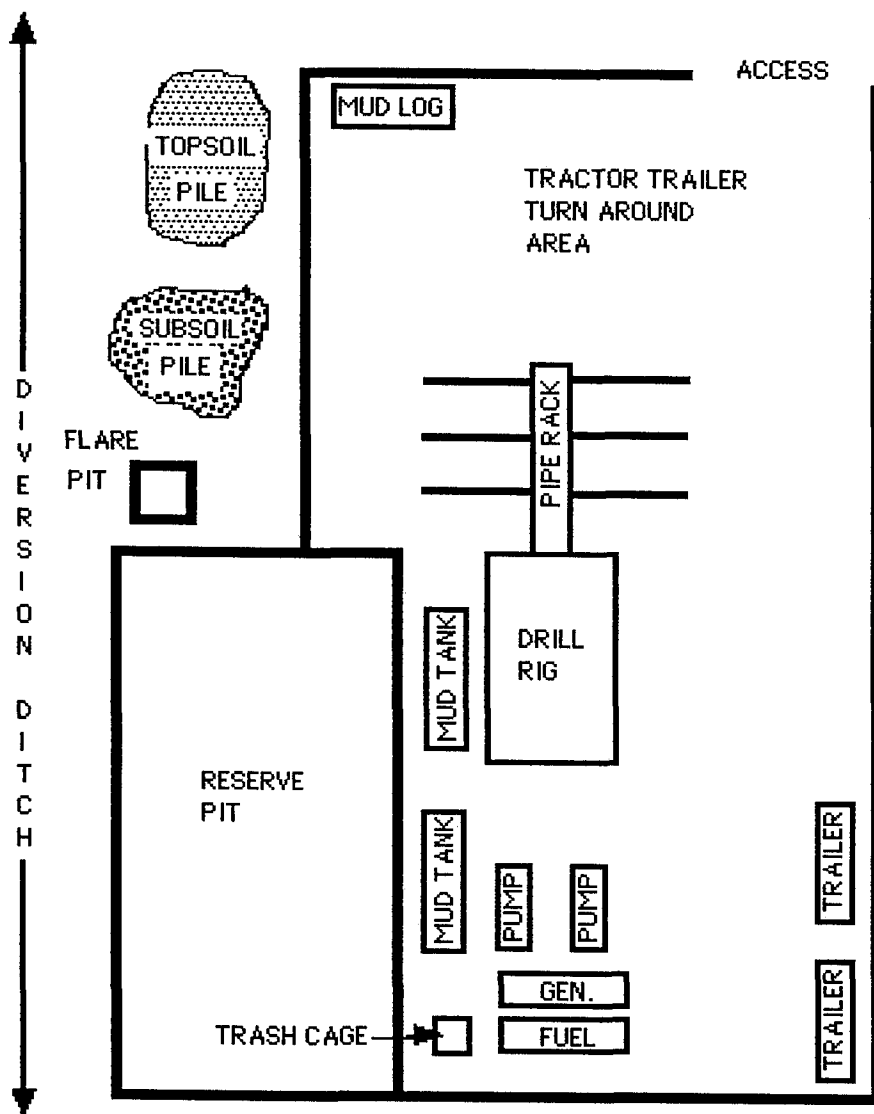 ACCESS
MUD LOG
TOPSOIL
PILE
TRACTOR TRAILER
TURN AROUND
AREA
SUBSOIL
PILE
DIVERSION DITCH
PIPE RACK
FLARE
PIT
MUD TANK
DRILL
RIG
RESERVE
PIT
MUD TANK
PUMP
PUMP
TRAILER
GEN.
TRASH CAGE
FUEL
TRAILER